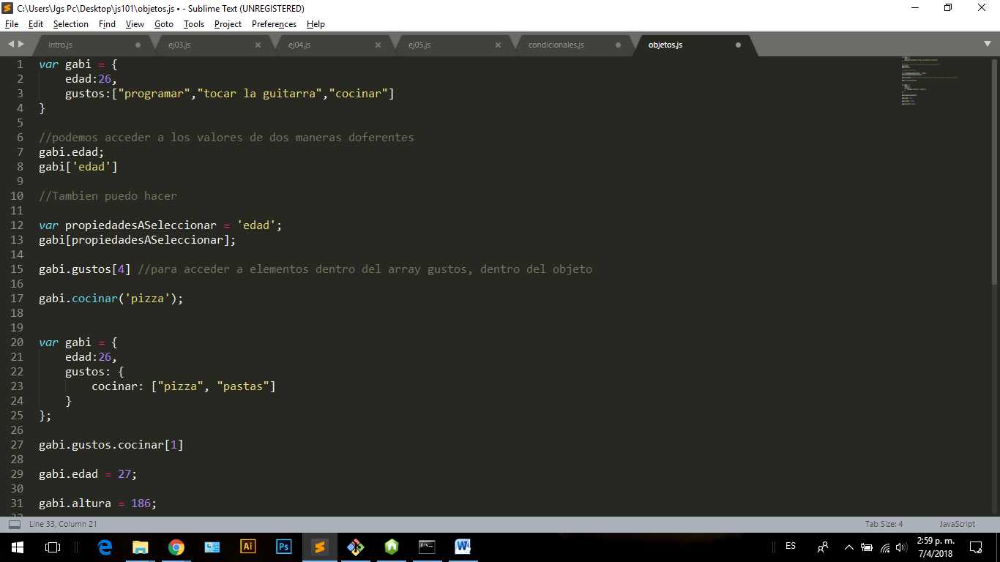 C:\Users\Jgs Pc\Desktop\js101\objetos.js • - Sublime Text (UNREGISTERED)
File Edit Selection Find View Goto Tools Project Preferences Help
intro.js ej03.js ej04.js ej05.js condicionales.js objetos.js
1 var gabi = {
2 edad:26,
3 gustos:["programar","tocar la guitarra","cocinar"]
4 }
5
6 //podemos acceder a los valores de dos maneras doferentes
7 gabi.edad;
8 gabi['edad']
9
10 //Tambien puedo hacer
11
12 var propiedadesASeleccionar = 'edad';
13 gabi[propiedadesASeleccionar];
14
15 gabi.gustos[4] //para acceder a elementos dentro del array gustos, dentro del objeto
16
17 gabi.cocinar('pizza');
18
19
20 var gabi = {
21 edad:26,
22 gustos: {
23 cocinar: ["pizza", "pastas"]
24 }
25 };
26
27 gabi.gustos.cocinar[1]
28
29 gabi.edad = 27;
30
31 gabi.altura = 186;
Line 33, Column 21 Tab Size: 4 JavaScript
Ai Ps ES 2:59 p. m.
7/4/2018